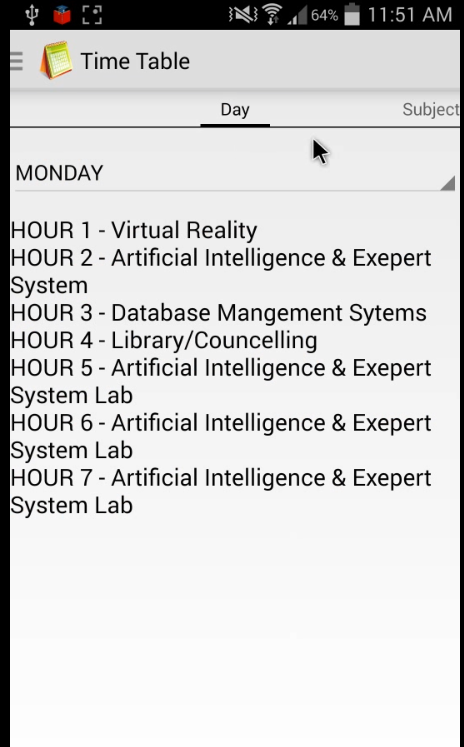 64% 11:51 AM
Time Table
Day Subject
MONDAY
HOUR 1 - Virtual Reality
HOUR 2 - Artificial Intelligence & Exepert
System
HOUR 3 - Database Mangement Sytems
HOUR 4 - Library/Councelling
HOUR 5 - Artificial Intelligence & Exepert
System Lab
HOUR 6 - Artificial Intelligence & Exepert
System Lab
HOUR 7 - Artificial Intelligence & Exepert
System Lab